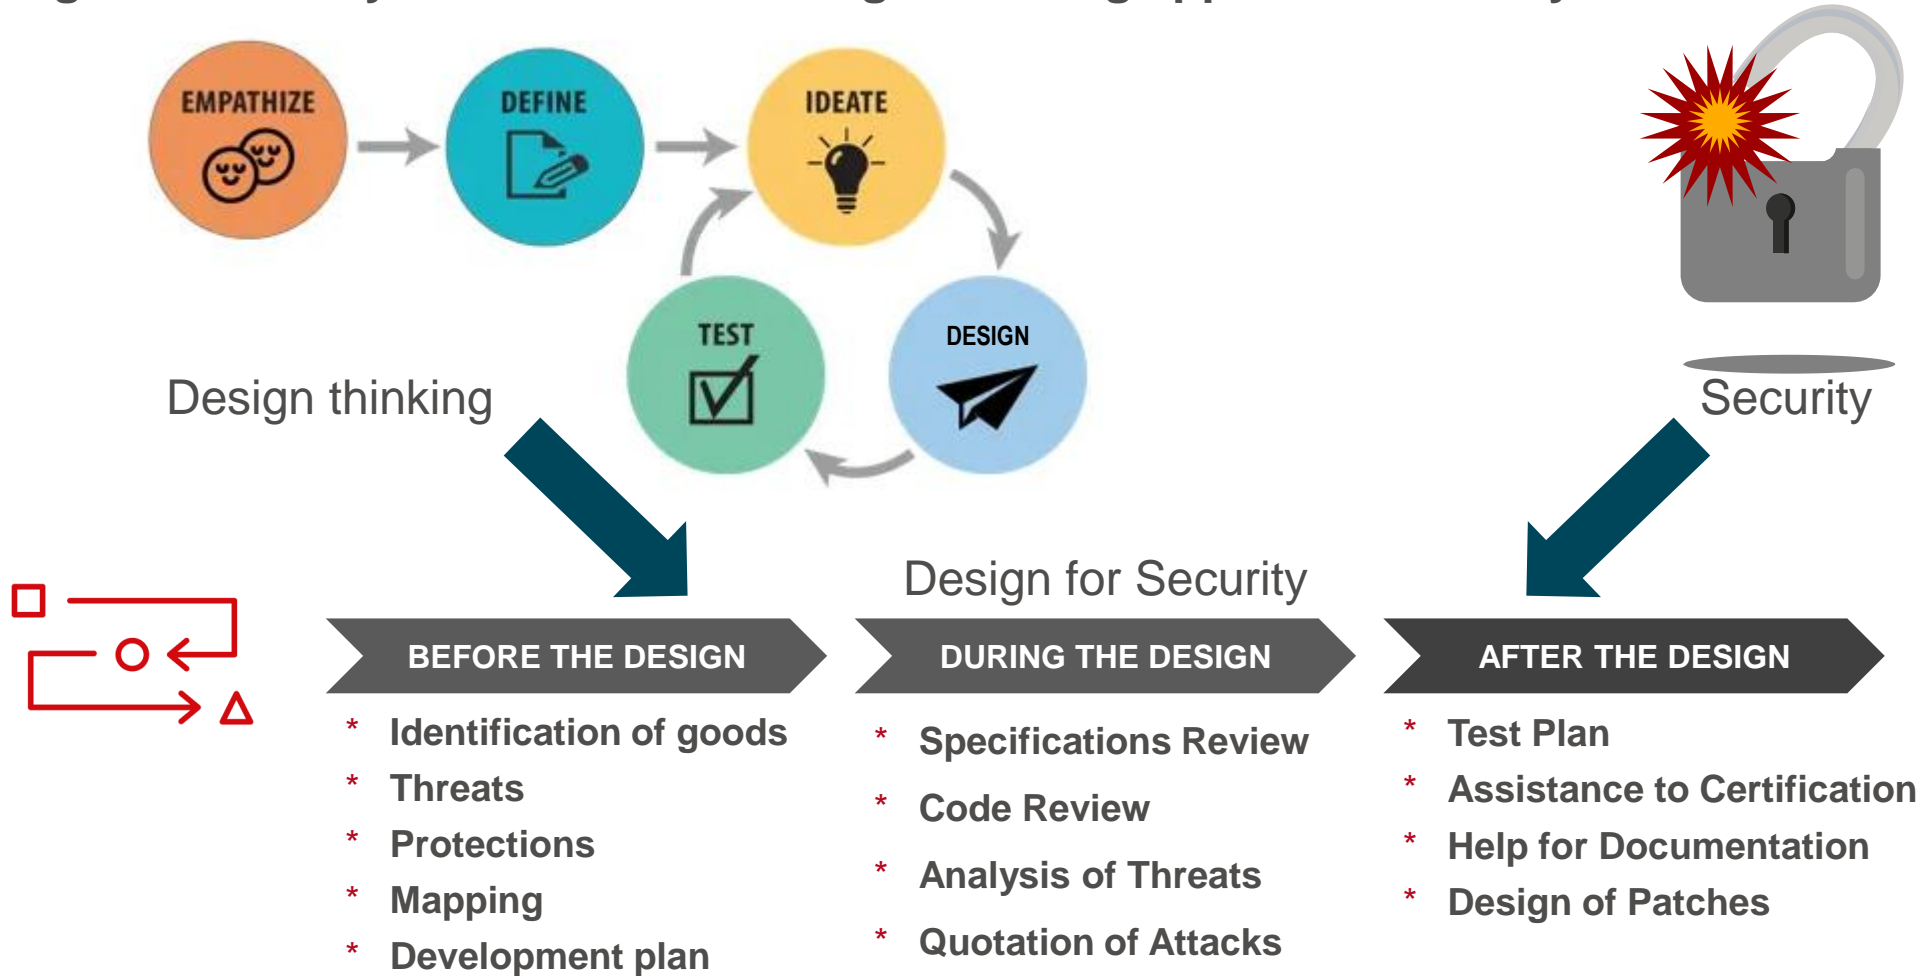 EMPATHIZE
DEFINE
IDEATE
TEST
DESIGN
Design thinking
Security
Design for Security
BEFORE THE DESIGN
* Identification of goods
* Threats
* Protections
* Mapping
* Development plan
DURING THE DESIGN
* Specifications Review
* Code Review
* Analysis of Threats
* Quotation of Attacks
AFTER THE DESIGN
* Test Plan
* Assistance to Certification
* Help for Documentation
* Design of Patches